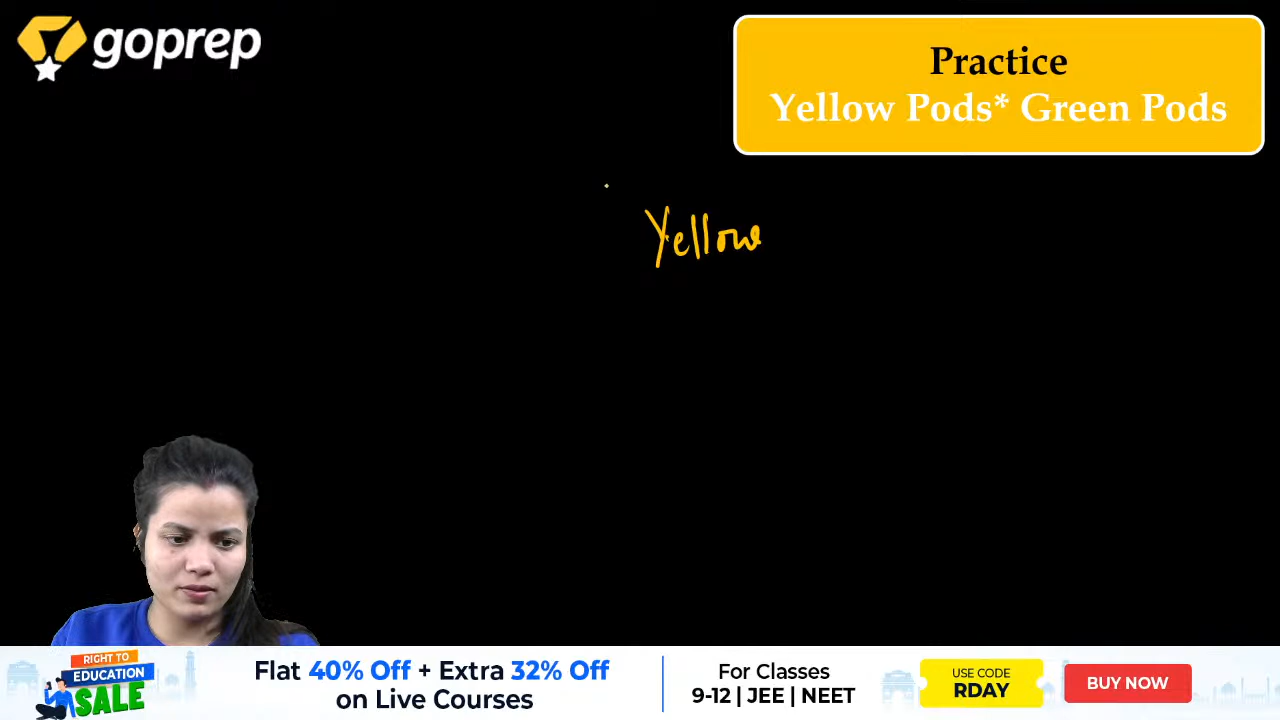 goprep
Practice
Yellow Pods* Green Pods
Yellow
RIGHT TO
EDUCATION
SALE
Flat 40% Off + Extra 32% Off
on Live Courses
For Classes
9-12 | JEE | NEET
USE CODE
RDAY
BUY NOW